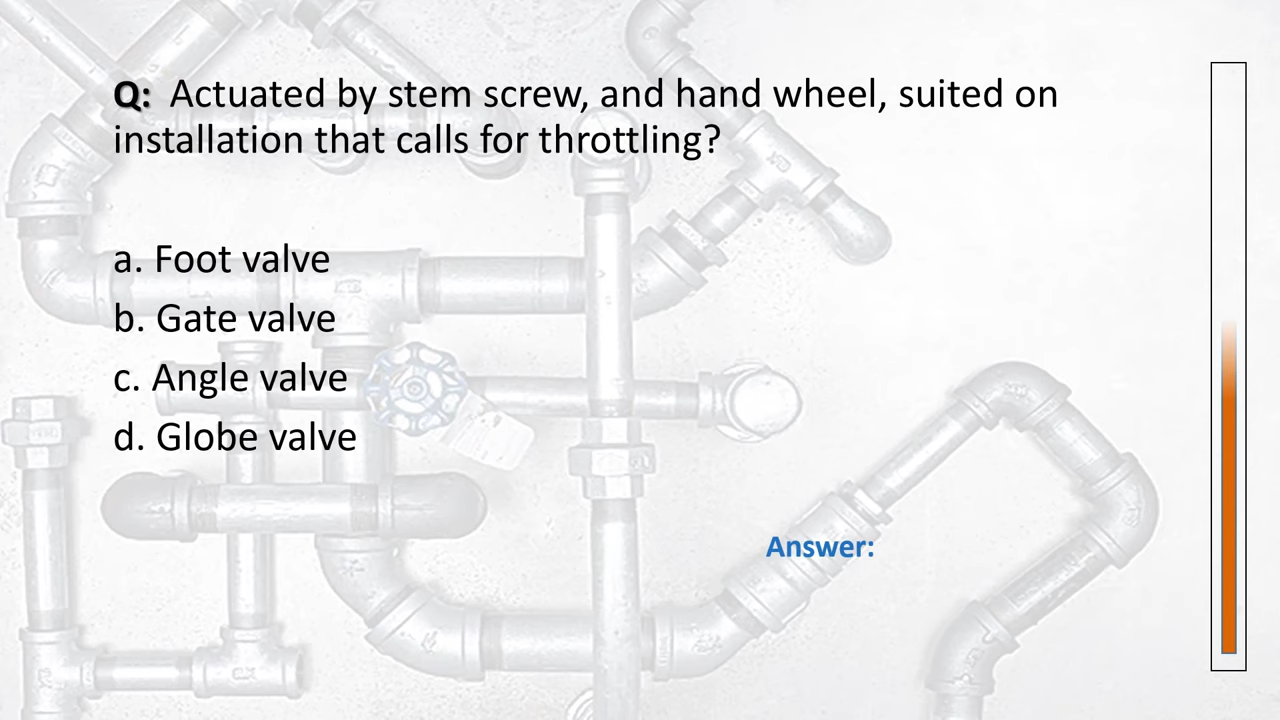 Q: Actuated by stem screw, and hand wheel, suited on
installation that calls for throttling?
a. Foot valve
b. Gate valve
c. Angle valve
d. Globe valve
Answer: